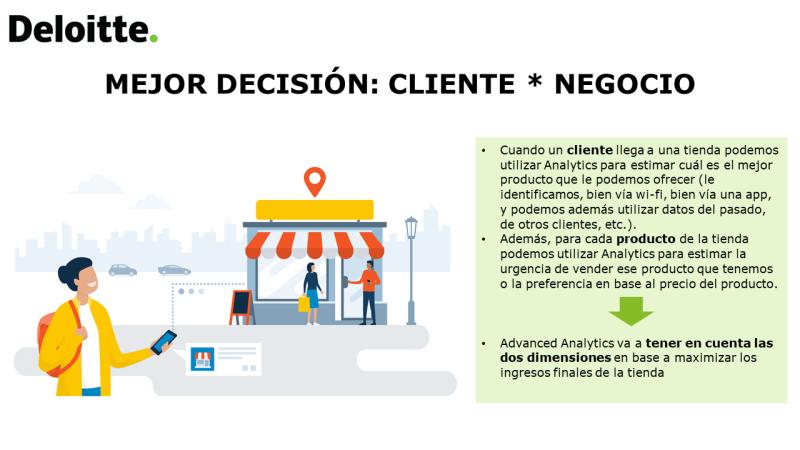 Deloitte.
MEJOR DECISIÓN: CLIENTE * NEGOCIO
• Cuando un cliente llega a una tienda podemos
utilizar Analytics para estimar cuál es el mejor
producto que le podemos ofrecer (le
identificamos, bien vía wi-fi, bien vía una app,
y podemos además utilizar datos del pasado,
de otros clientes, etc.).
• Además, para cada producto de la tienda
podemos utilizar Analytics para estimar la
urgencia de vender ese producto que tenemos
o la preferencia en base al precio del producto.
• Advanced Analytics va a tener en cuenta las
dos dimensiones en base a maximizar los
ingresos finales de la tienda